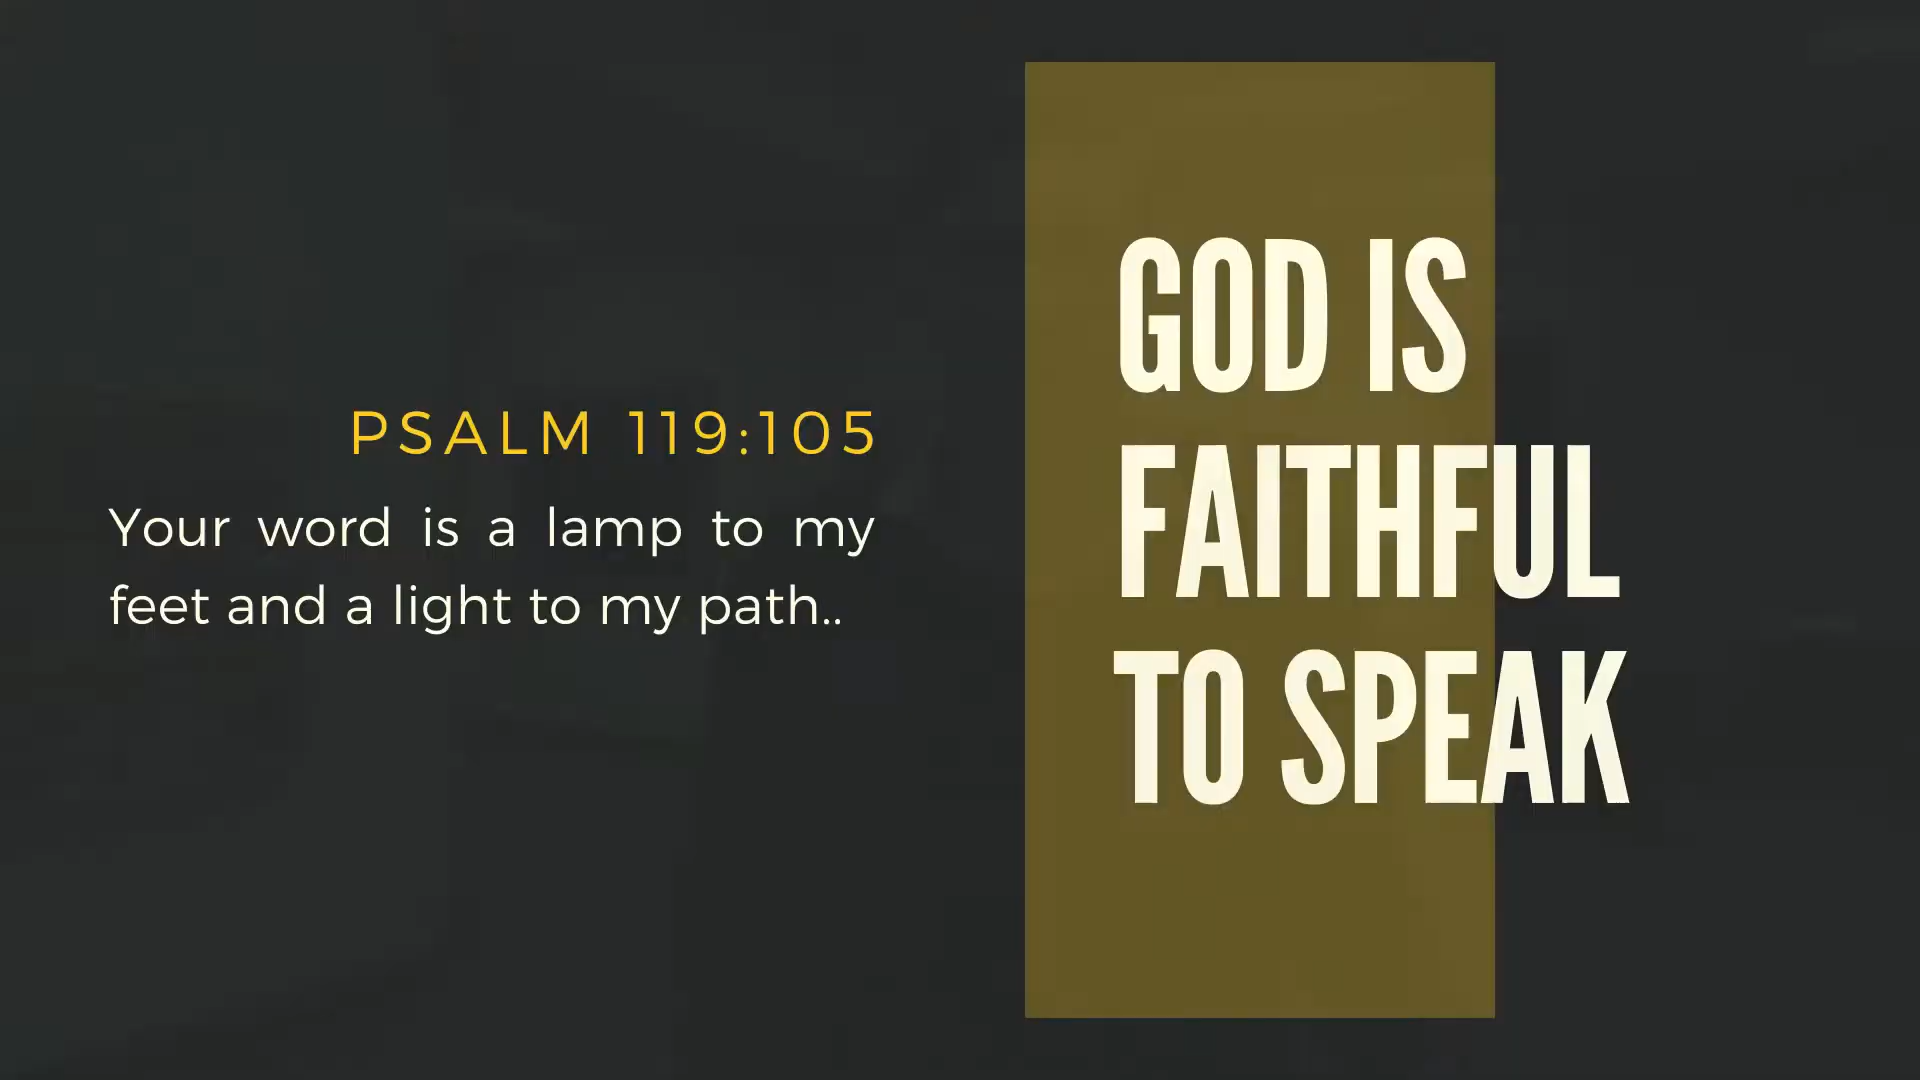 PSALM 119:105
Your word is a lamp to my
feet and a light to my path..
GOD IS
FAITHFUL
TO SPEAK